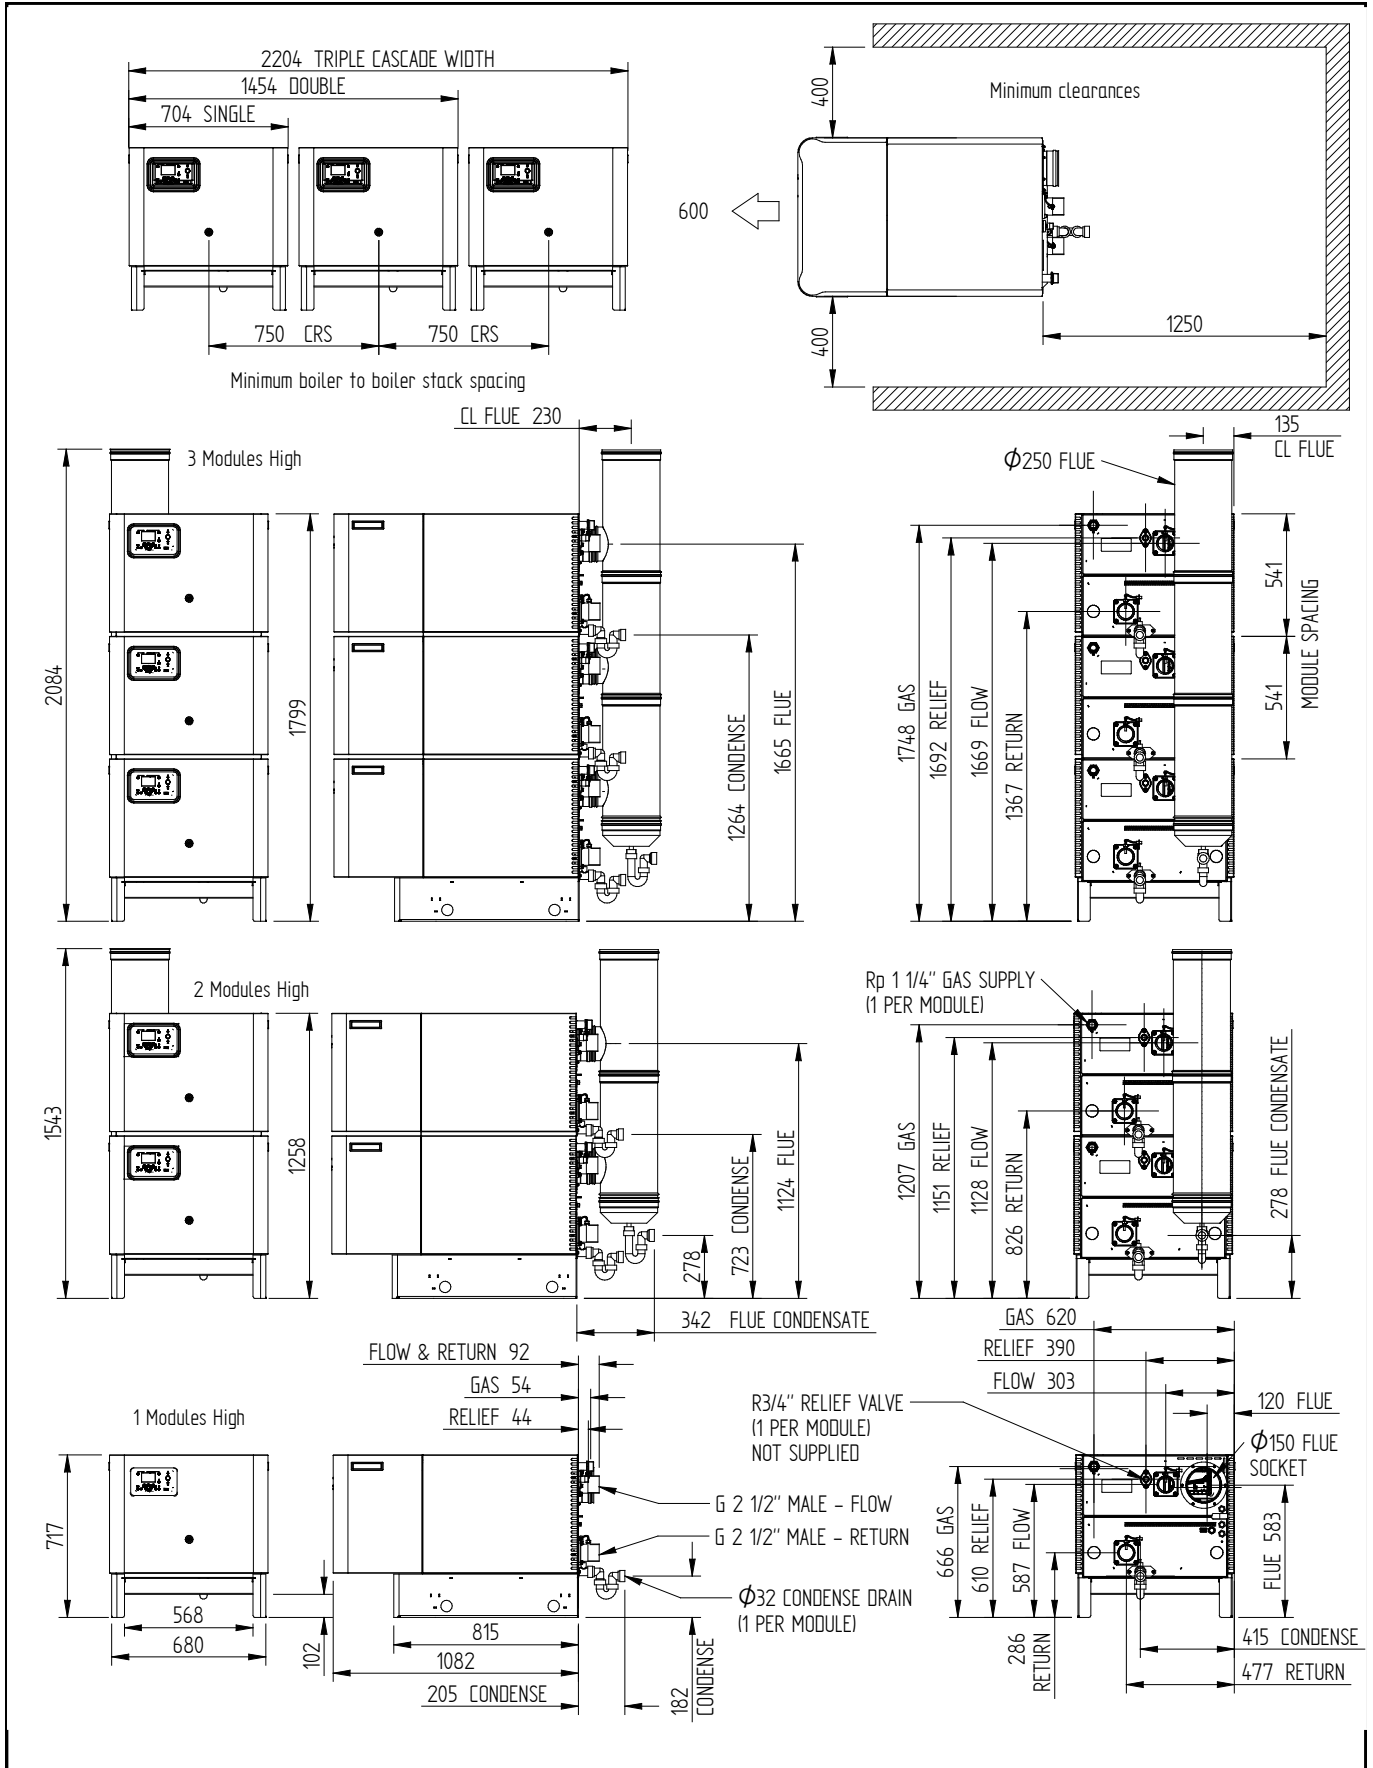 2204 TRIPLE CASCADE WIDTH
1454 DOUBLE
704 SINGLE
750 CRS
750 CRS
Minimum boiler to boiler stack spacing
400
Minimum clearances
600
1250
400
CL FLUE 230
135
CL FLUE
3 Modules High
Φ250 FLUE
2084
1799
1264 CONDENSE
1665 FLUE
1748 GAS
1692 RELIEF
1669 FLOW
1367 RETURN
541
541
MODULE SPACING
2 Modules High
Rp 1 1/4" GAS SUPPLY
(1 PER MODULE)
1543
1258
278
723 CONDENSE
1124 FLUE
1207 GAS
1151 RELIEF
1128 FLOW
826 RETURN
278 FLUE CONDENSATE
342 FLUE CONDENSATE
FLOW & RETURN 92
GAS 54
RELIEF 44
GAS 620
RELIEF 390
FLOW 303
120 FLUE
1 Modules High
R3/4" RELIEF VALVE
(1 PER MODULE)
NOT SUPPLIED
Φ150 FLUE
SOCKET
G 2 1/2" MALE - FLOW
G 2 1/2" MALE - RETURN
Φ32 CONDENSE DRAIN
(1 PER MODULE)
717
568
680
102
815
1082
205 CONDENSE
182
CONDENSE
666 GAS
610 RELIEF
587 FLOW
286
RETURN
FLUE 583
415 CONDENSE
477 RETURN